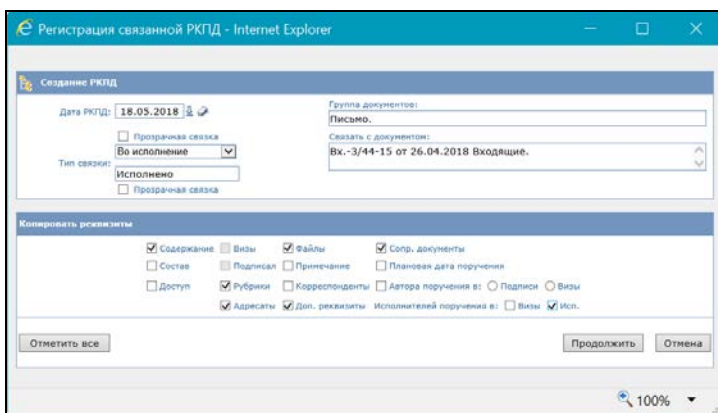 Регистрация связанной РКПД - Internet Explorer
Создание РКПД
Дата РКПД: 18.05.2018
Группа документов:
Письмо.
Прозрачная связка
Связать с документом:
Во исполнение
Вх.-3/44-15 от 26.04.2018 Входящие.
Тип связки:
Исполнено
Прозрачная связка
Копировать реквизиты
Содержание Визы Файлы Сопр. документы
Состав Подписал Примечание Плановая дата поручения
Доступ Рубрики Корреспонденты Автора поручения в: Подписи Визы
Адресаты Доп. реквизиты Исполнителей поручения в: Визы Исп.
Отметить все Продолжить Отмена
100%